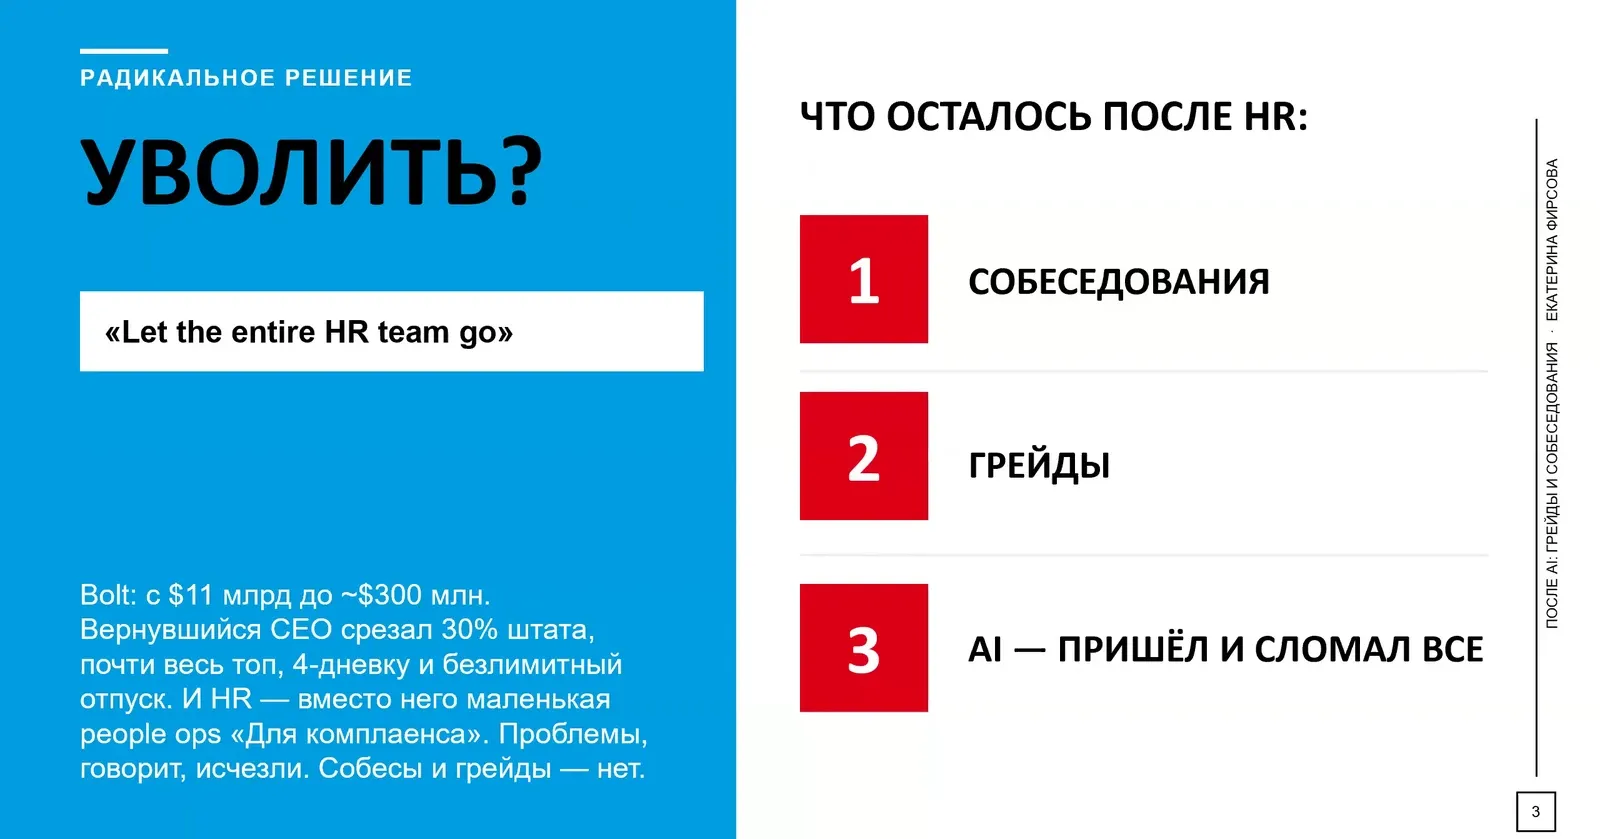 РАДИКАЛЬНОЕ РЕШЕНИЕ
УВОЛИТЬ?
«Let the entire HR team go»
Bolt: с $11 млрд до ~$300 млн.
Вернувшийся CEO срезал 30% штата,
почти весь топ, 4-дневку и безлимитный
отпуск. И HR — вместо него маленькая
people ops «Для комплаенса». Проблемы,
говорит, исчезли. Собесы и грейды — нет.
ЧТО ОСТАЛОСЬ ПОСЛЕ HR:
1
СОБЕСЕДОВАНИЯ
2
ГРЕЙДЫ
3
AI — ПРИШЁЛ И СЛОМАЛ ВСЕ
ПОСЛЕ AI: ГРЕЙДЫ И СОБЕСЕДОВАНИЯ · ЕКАТЕРИНА ФИРСОВА
3